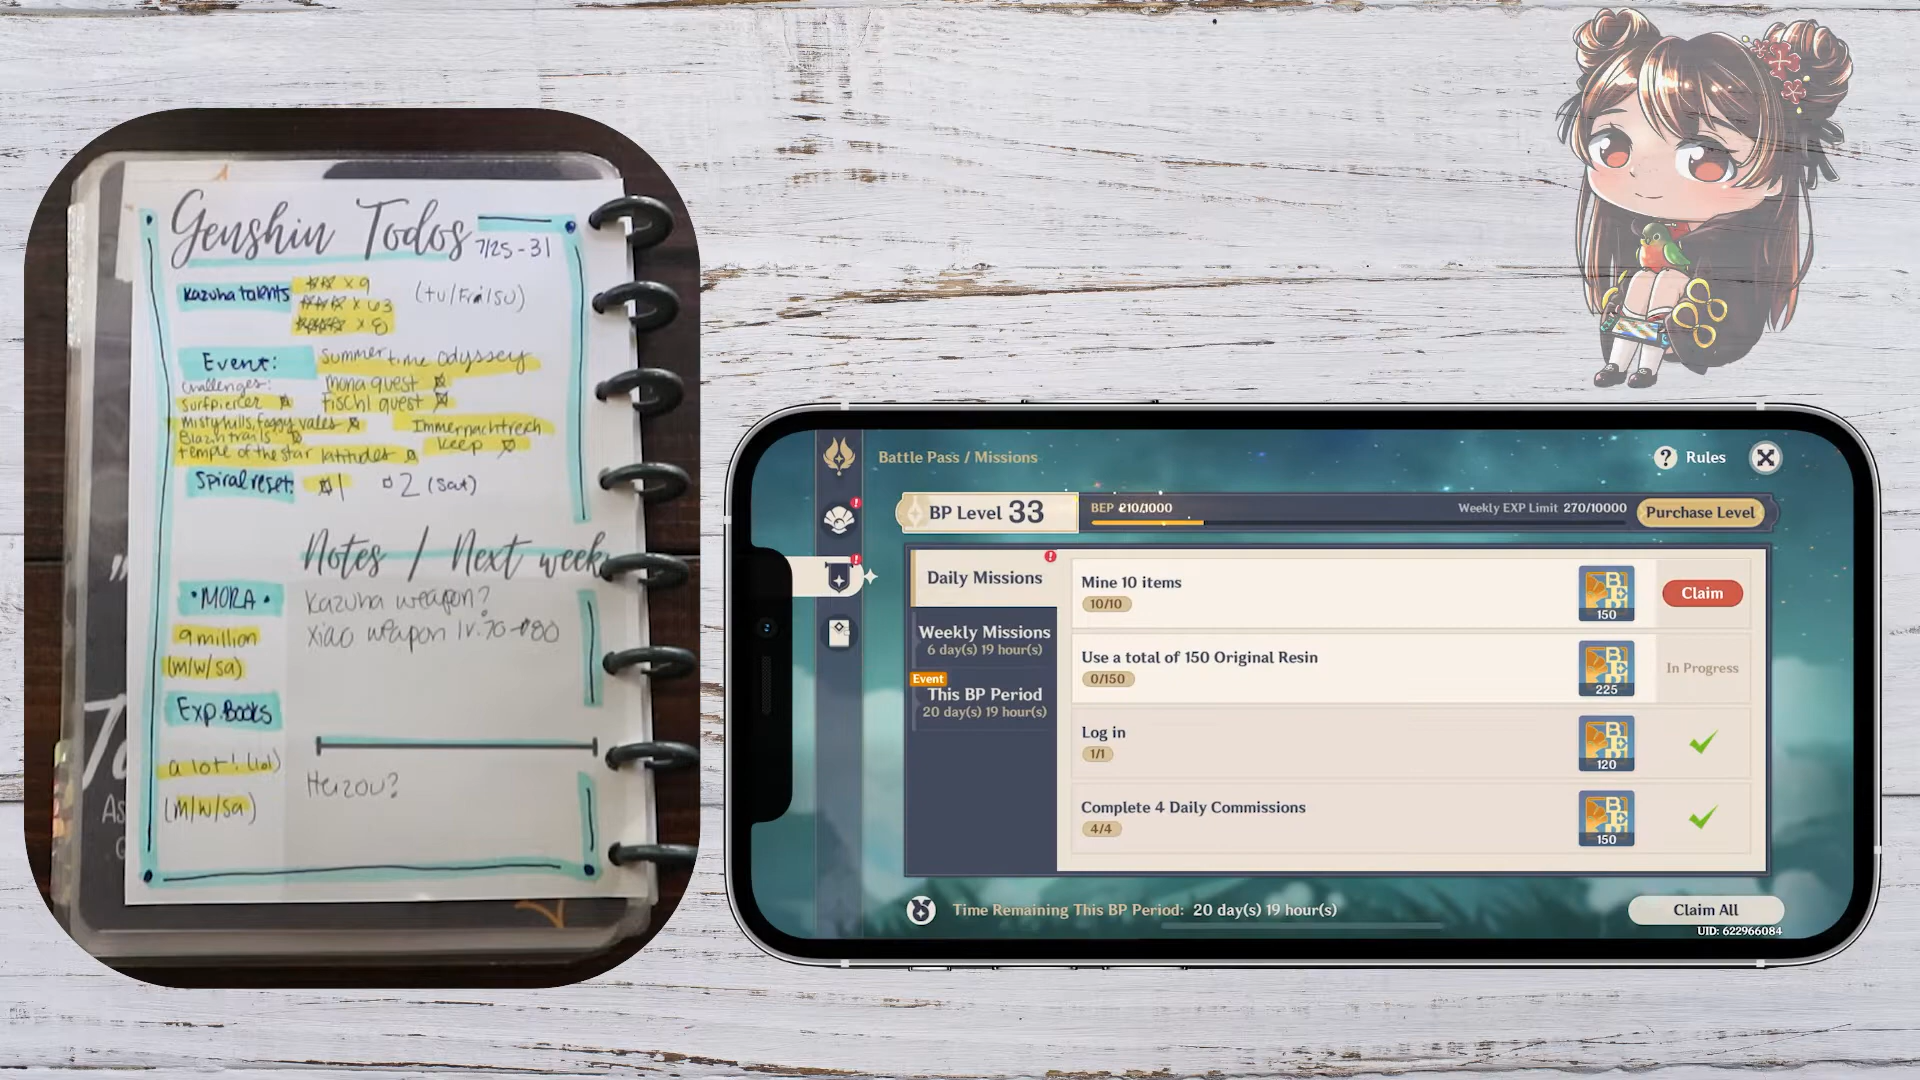 Genshin Todos
7/25-31
Kazuha talents
x 9
x 63
x 8
(tu/Fri/SU)
Event:
Summertime odyssey
challenges:
mona quest
surfpiercer
fischl quest
Misty hills, foggy vales
Blazin trails
Immernachtreich
keep
temple of the star latitudes
Spiral reset:
1
2 (sat)
Notes / Next week
•MORA•
9 million
(m/w/sa)
Exp. Books
a lot! (lol)
(m/w/sa)
Kazuha weapon?
xiao weapon lv. 70→80
Heizou?
Battle Pass / Missions
? Rules
BP Level 33
BEP 210/1000
Weekly EXP Limit 270/10000
Purchase Level
Daily Missions
Weekly Missions
6 day(s) 19 hour(s)
Event
This BP Period
20 day(s) 19 hour(s)
Mine 10 items
10/10
150
Claim
Use a total of 150 Original Resin
0/150
225
In Progress
Log in
1/1
120
Complete 4 Daily Commissions
4/4
150
Time Remaining This BP Period: 20 day(s) 19 hour(s)
Claim All
UID: 622966084